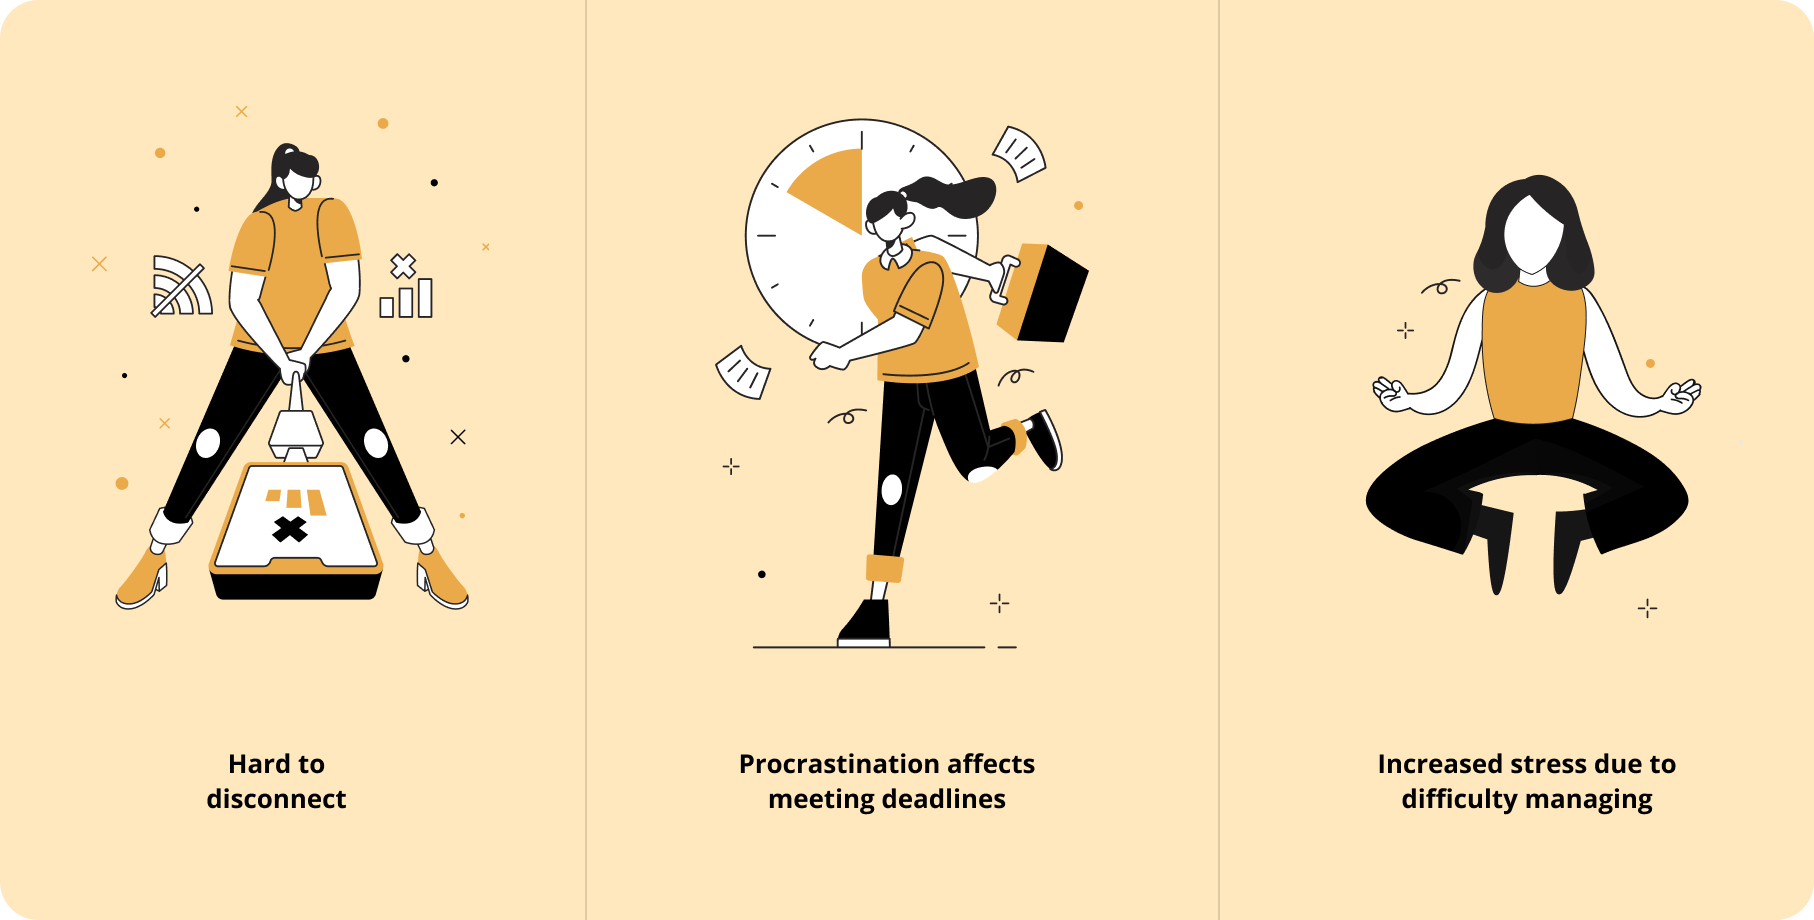 Hard to
disconnect
Procrastination affects
meeting deadlines
Increased stress due to
difficulty managing